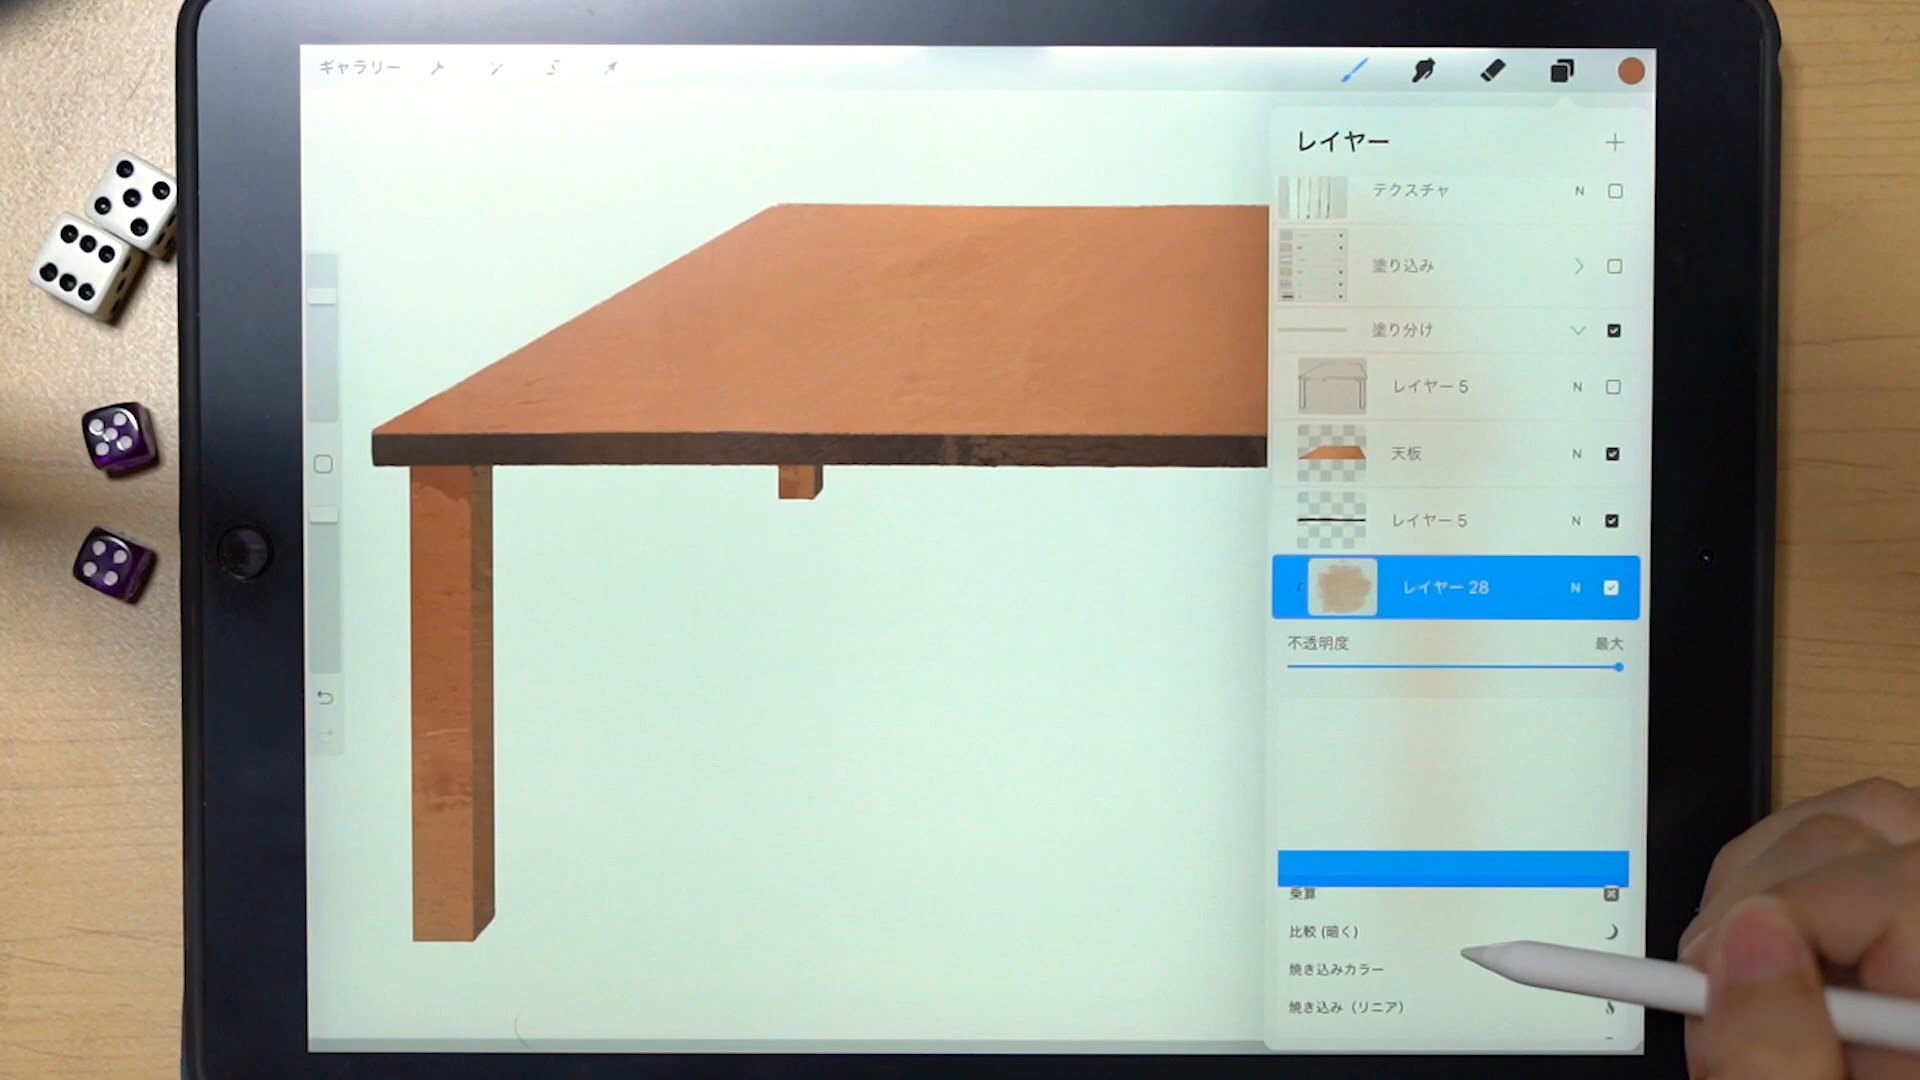 ギャラリー
レイヤー
テクスチャ N
塗り込み
塗り分け
レイヤー 5 N
天板 N
レイヤー 5 N
レイヤー 28 N
不透明度 最大
乗算
比較 (暗く)
焼き込みカラー
焼き込み（リニア）